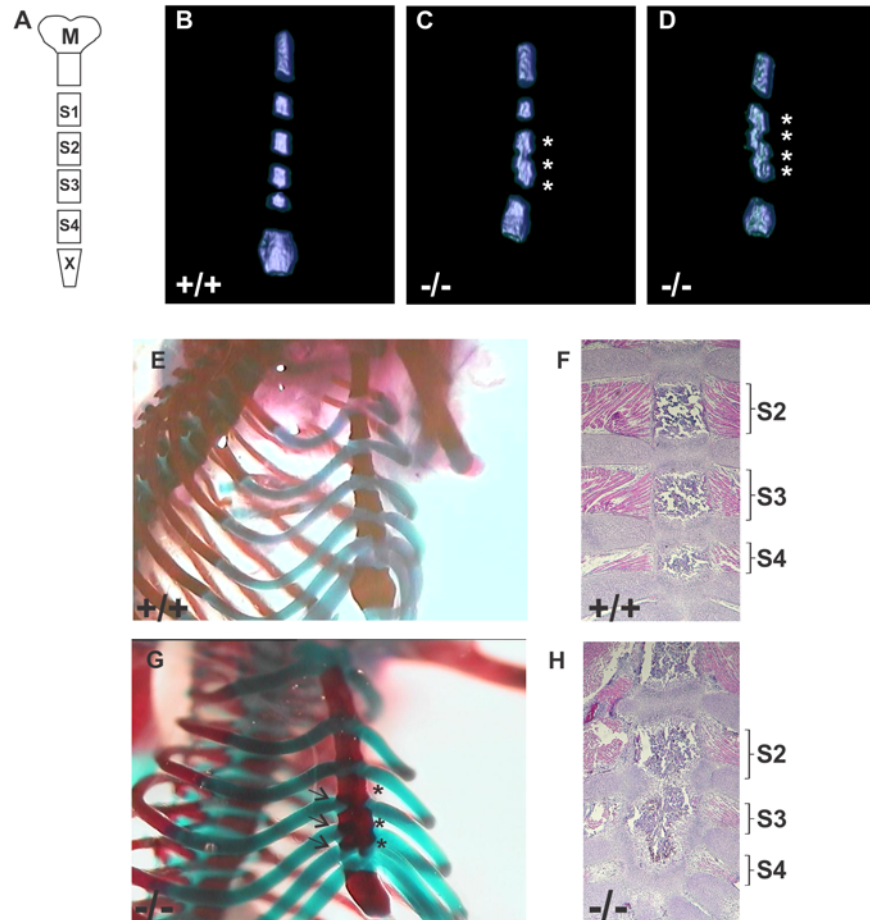 A
M
S1
S2
S3
S4
X
B
+/+
C
*
*
*
-/-
D
*
*
*
*
-/-
E
+/+
F
S2
S3
S4
+/+
G
*
*
*
-/-
H
S2
S3
S4
-/-